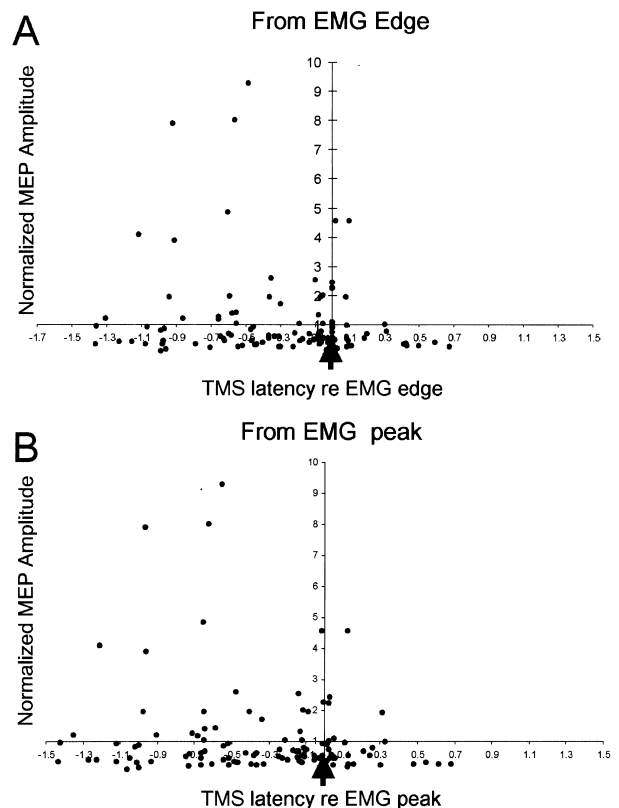 A
From EMG Edge
Normalized MEP Amplitude
10
9
8
7
6
5
4
3
2
1
-1.7 -1.5 -1.3 -1.1 -0.9 -0.7 -0.5 -0.3 0.1 0.3 0.5 0.7 0.9 1.1 1.3 1.5
TMS latency re EMG edge
B
From EMG peak
Normalized MEP Amplitude
10
9
8
7
6
5
4
3
2
1
-1.5 -1.3 -1.1 -0.9 -0.7 -0.5 -0.3 0.1 0.3 0.5 0.7 0.9 1.1 1.3 1.5
TMS latency re EMG peak